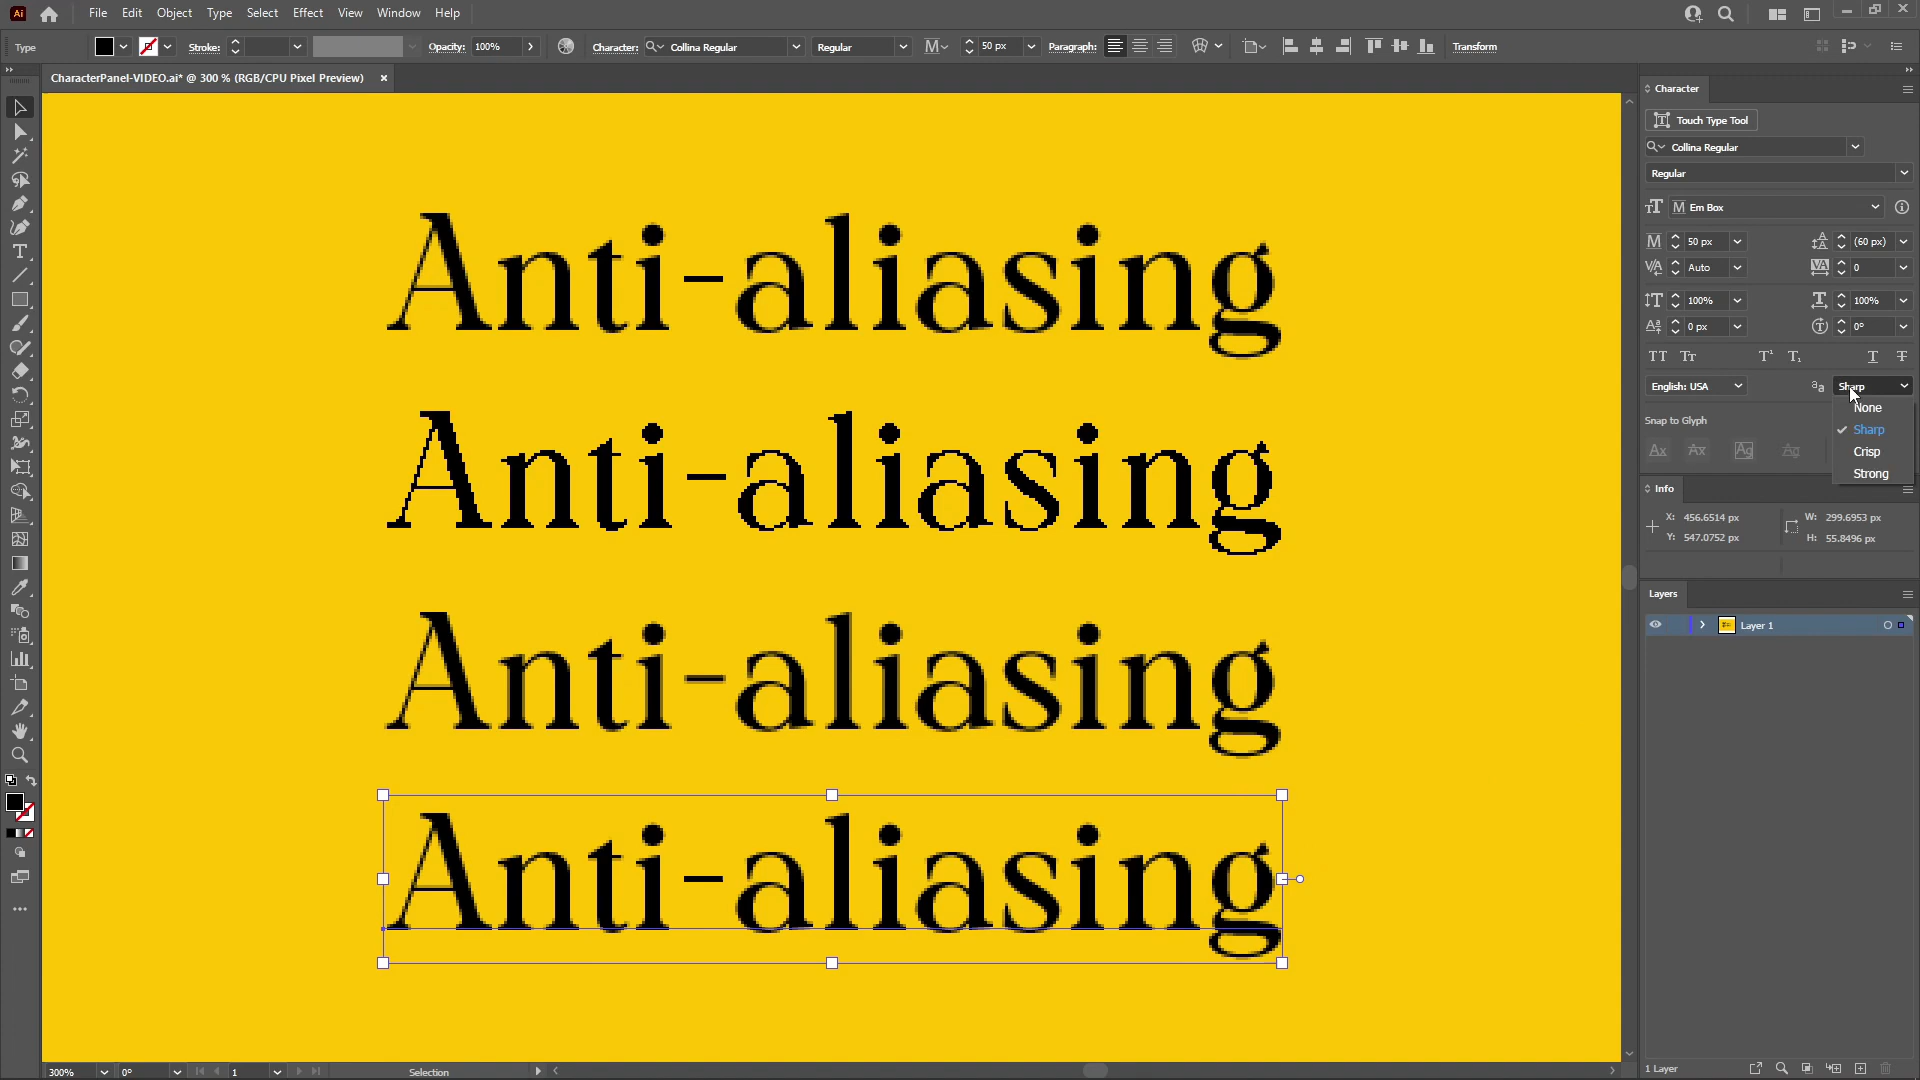 Ai File Edit Object Type Select Effect View Window Help
Type Stroke: Opacity: 100% Character: Collina Regular Regular 50 px Paragraph: Transform
CharacterPanel-VIDEO.ai* @ 300 % (RGB/CPU Pixel Preview) ×
Anti-aliasing
Anti-aliasing
Anti-aliasing
Anti-aliasing
Character
Touch Type Tool
Collina Regular
Regular
Em Box
50 px (60 px)
Auto 0
100% 100%
0 px 0°
English: USA Sharp
None
Sharp
Crisp
Strong
Snap to Glyph
Info
X: 456.6514 px W: 299.6953 px
Y: 547.0752 px H: 55.8496 px
Layers
Layer 1
1 Layer
300% 0° 1 Selection